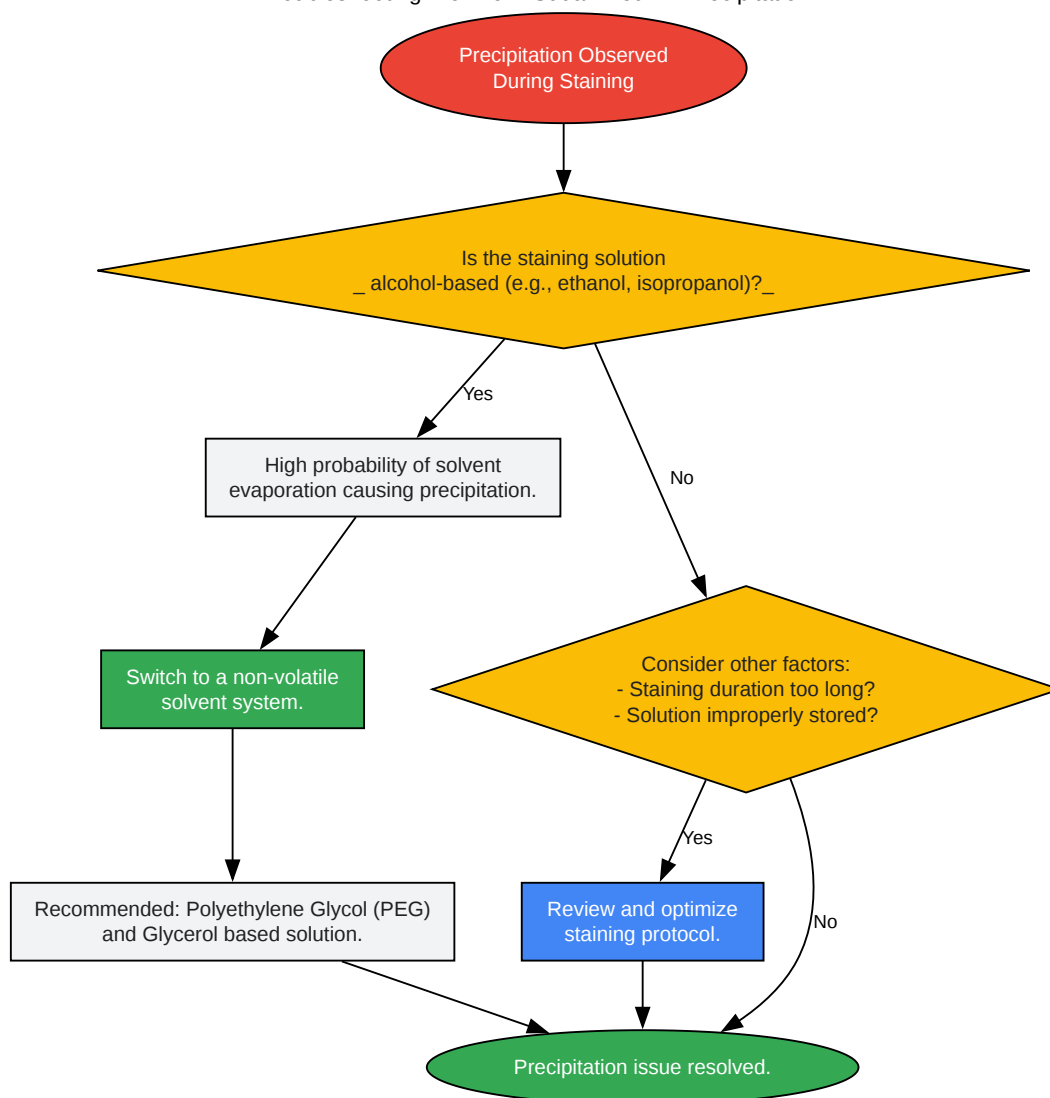 Precipitation Observed
During Staining
Is the staining solution
_ alcohol-based (e.g., ethanol, isopropanol)?_
Yes
No
High probability of solvent
evaporation causing precipitation.
Switch to a non-volatile
solvent system.
Consider other factors:
- Staining duration too long?
- Solution improperly stored?
Yes
No
Recommended: Polyethylene Glycol (PEG)
and Glycerol based solution.
Review and optimize
staining protocol.
Precipitation issue resolved.